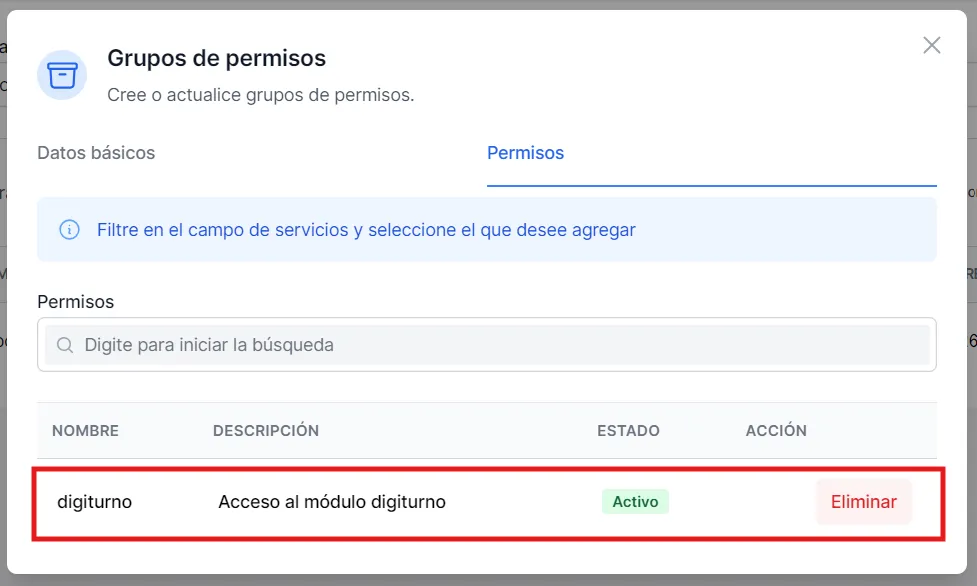 Grupos de permisos
Cree o actualice grupos de permisos.
Datos básicos
Permisos
Filtre en el campo de servicios y seleccione el que desee agregar
Permisos
Digite para iniciar la búsqueda
NOMBRE DESCRIPCIÓN ESTADO ACCIÓN
digiturno Acceso al módulo digiturno Activo Eliminar